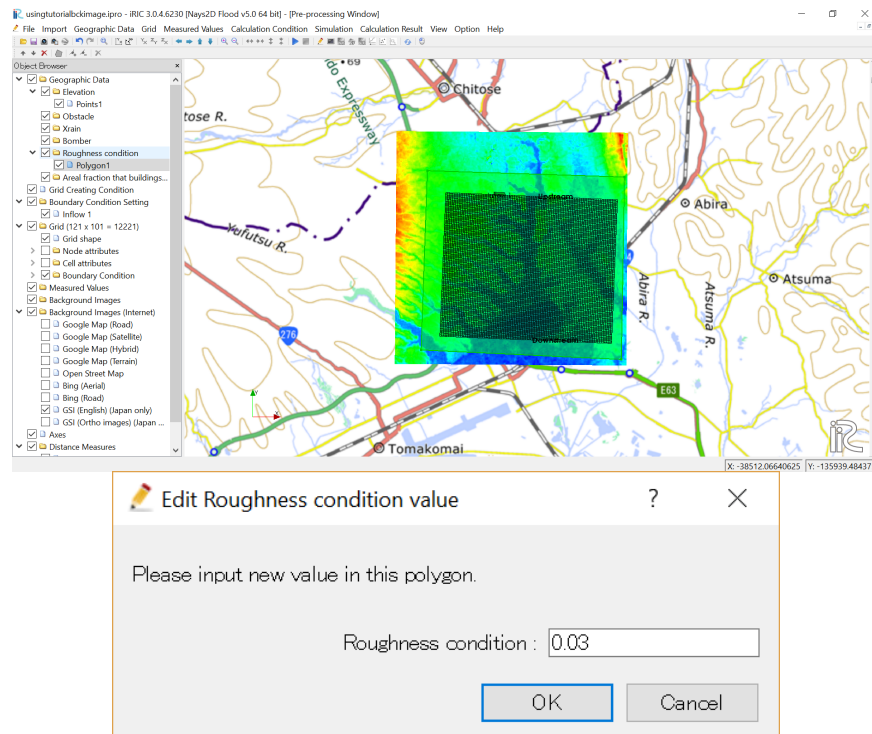 usingtutorialbckimage.ipro - iRIC 3.0.4.6230 [Nays2D Flood v5.0 64 bit] - [Pre-processing Window]
File Import Geographic Data Grid Measured Values Calculation Condition Simulation Calculation Result View Option Help
Object Browser
Geographic Data
Elevation
Points1
Obstacle
Xrain
Bomber
Roughness condition
Polygon1
Areal fraction that buildings...
Grid Creating Condition
Boundary Condition Setting
Inflow 1
Grid (121 x 101 = 12221)
Grid shape
Node attributes
Cell attributes
Boundary Condition
Measured Values
Background Images
Background Images (Internet)
Google Map (Road)
Google Map (Satellite)
Google Map (Hybrid)
Google Map (Terrain)
Open Street Map
Bing (Aerial)
Bing (Road)
GSI (English) (Japan only)
GSI (Ortho images) (Japan ...
Axes
Distance Measures
69
Chitose
tose R.
do Expressway
Upstream
Abira
Yufutsu R.
Atsuma
Abira R.
Atsuma R.
276
Downstream
E63
Tomakomai
iRIC
X: -38512.06640625 Y: -135939.48437
Edit Roughness condition value
?
Please input new value in this polygon.
Roughness condition : 0.03
OK Cancel